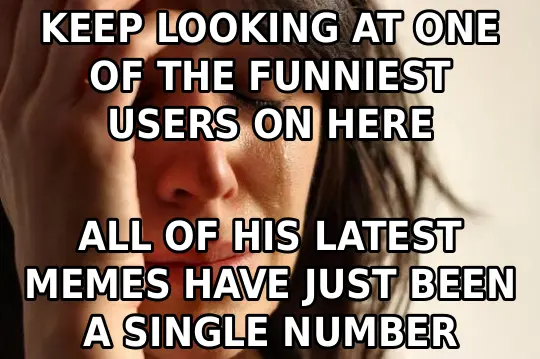 KEEP LOOKING AT ONE
OF THE FUNNIEST
USERS ON HERE
ALL OF HIS LATEST
MEMES HAVE JUST BEEN
A SINGLE NUMBER